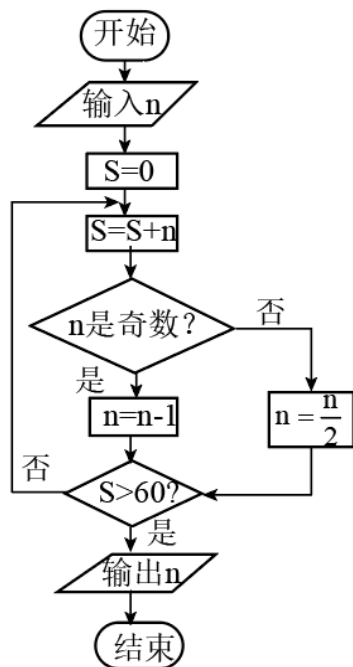 开始
输入n
S=0
S=S+n
n是奇数？
否
是
n=n-1
n = n/2
否
S>60?
是
输出n
结束